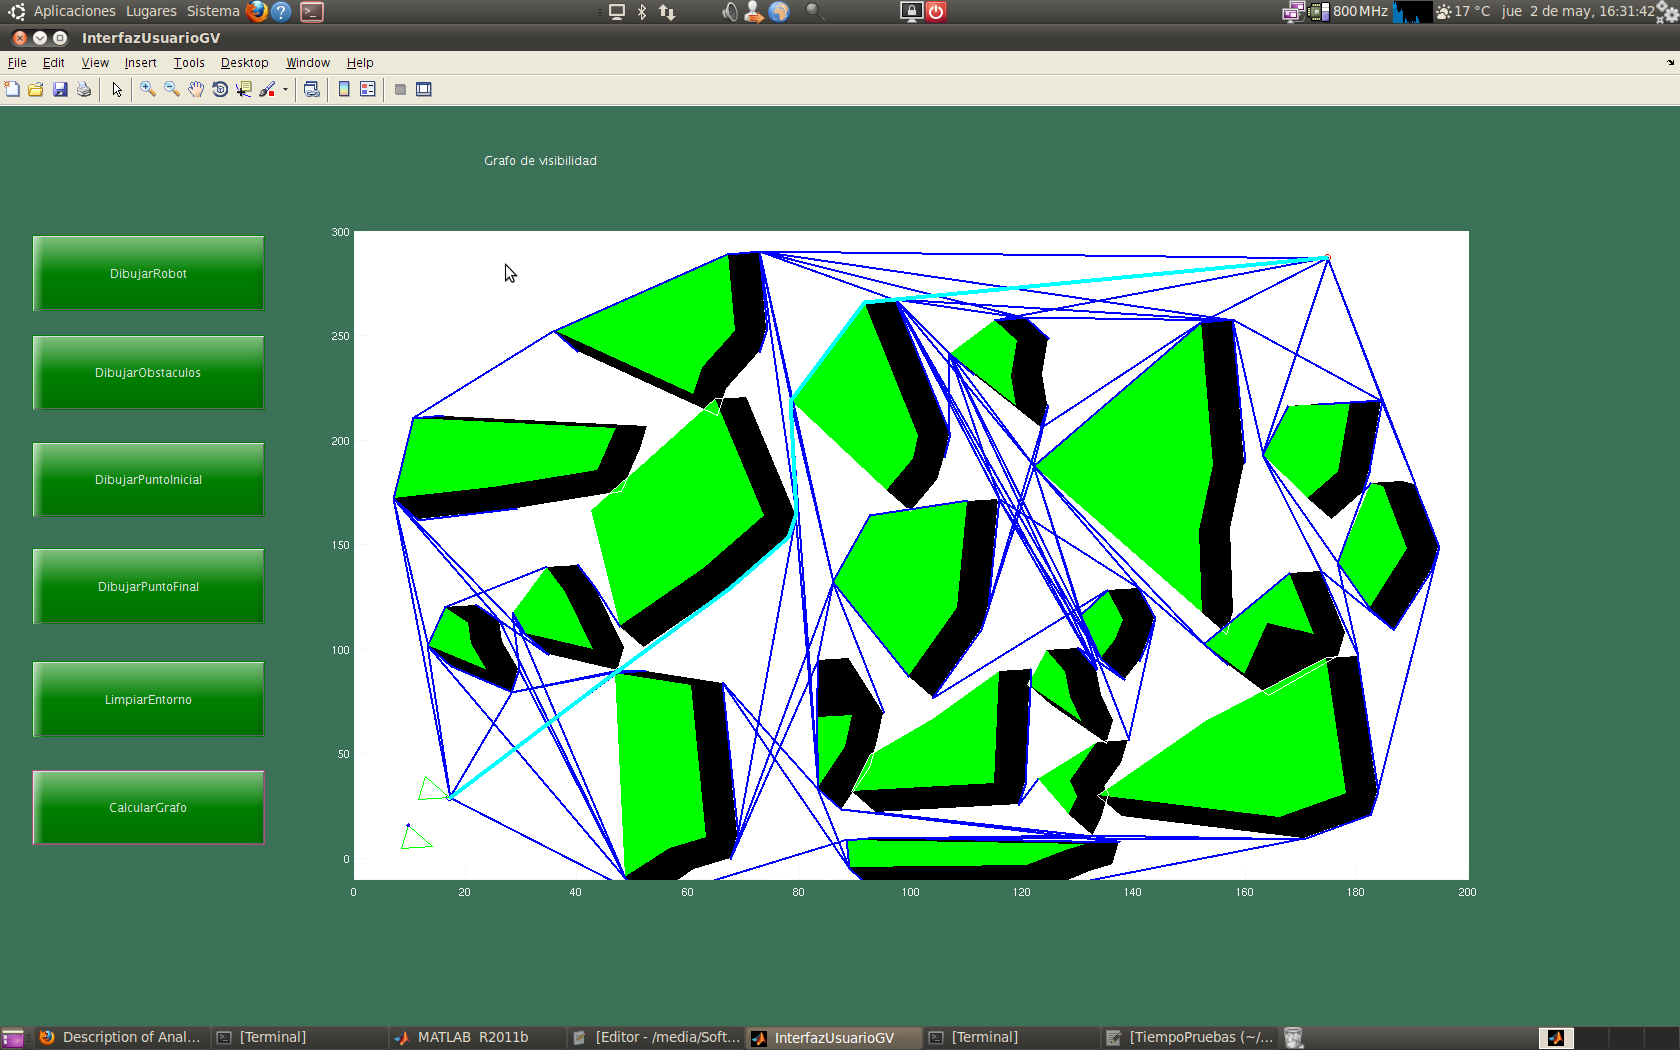 Aplicaciones Lugares Sistema
800 MHz 17 °C jue 2 de may, 16:31:42
InterfazUsuarioGV
File Edit View Insert Tools Desktop Window Help
Grafo de visibilidad
DibujarRobot
DibujarObstaculos
DibujarPuntoInicial
DibujarPuntoFinal
LimpiarEntorno
CalcularGrafo
300
250
200
150
100
50
0
0 20 40 60 80 100 120 140 160 180 200
Description of Anal... [Terminal] MATLAB R2011b [Editor - /media/Soft... InterfazUsuarioGV [Terminal] [TiempoPruebas (~/...